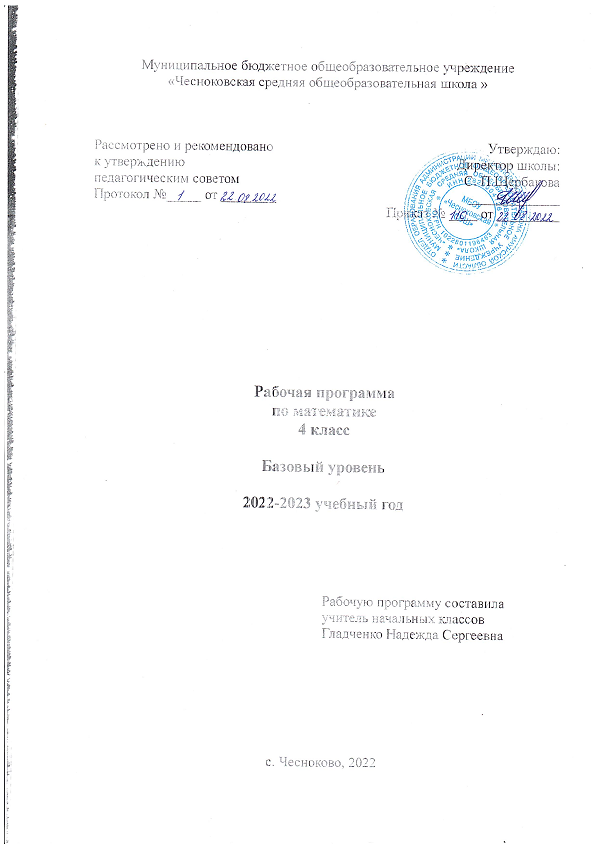 Муниципальное бюджетное общеобразовательное учреждение
«Чесноковская средняя общеобразовательная школа »
Рассмотрено и рекомендовано
к утверждению
педагогическим советом
Протокол № 1 от 22.08.2022
Утверждаю:
Директор школы:
С. П. Щербакова
Приказ № 110 от 22.08.2022
МБОУ
«Чесноковская
Рабочая программа
по математике
4 класс
Базовый уровень
2022-2023 учебный год
Рабочую программу составила
учитель начальных классов
Гладченко Надежда Сергеевна
с. Чесноково, 2022